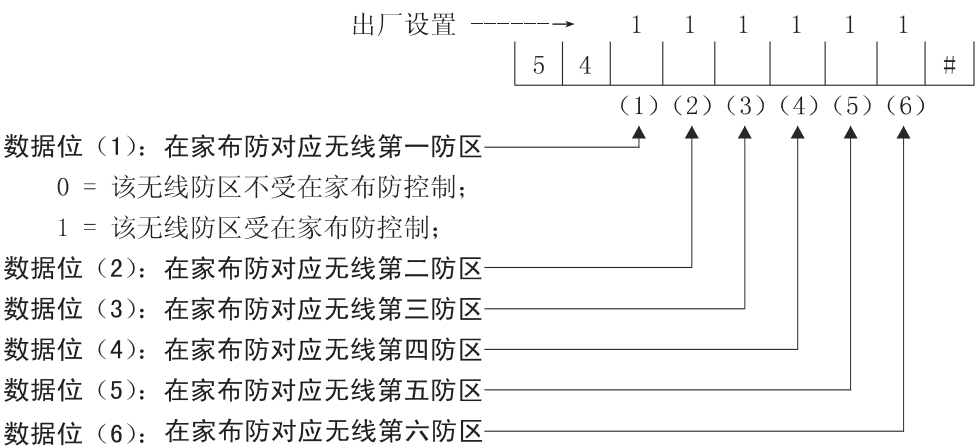 出厂设置 1 1 1 1 1 1
5 4 #
(1)(2)(3)(4)(5)(6)
数据位（1）：在家布防对应无线第一防区
0 = 该无线防区不受在家布防控制；
1 = 该无线防区受在家布防控制；
数据位（2）：在家布防对应无线第二防区
数据位（3）：在家布防对应无线第三防区
数据位（4）：在家布防对应无线第四防区
数据位（5）：在家布防对应无线第五防区
数据位（6）：在家布防对应无线第六防区